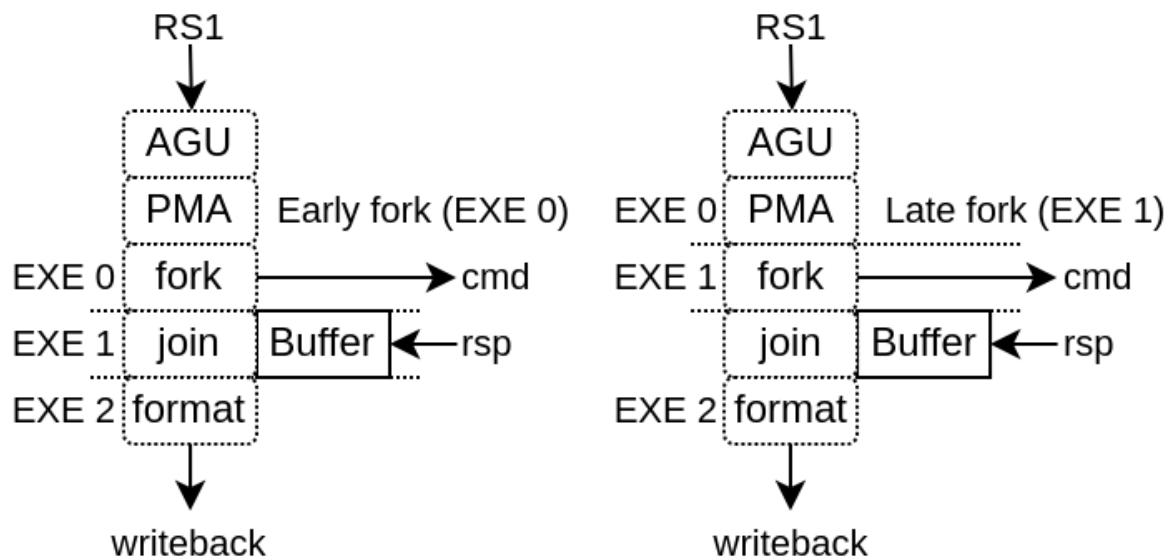 RS1
AGU
PMA
Early fork (EXE 0)
EXE 0
fork
cmd
EXE 1
join
Buffer
rsp
EXE 2
format
writeback
RS1
AGU
EXE 0
PMA
Late fork (EXE 1)
EXE 1
fork
cmd
join
Buffer
rsp
EXE 2
format
writeback